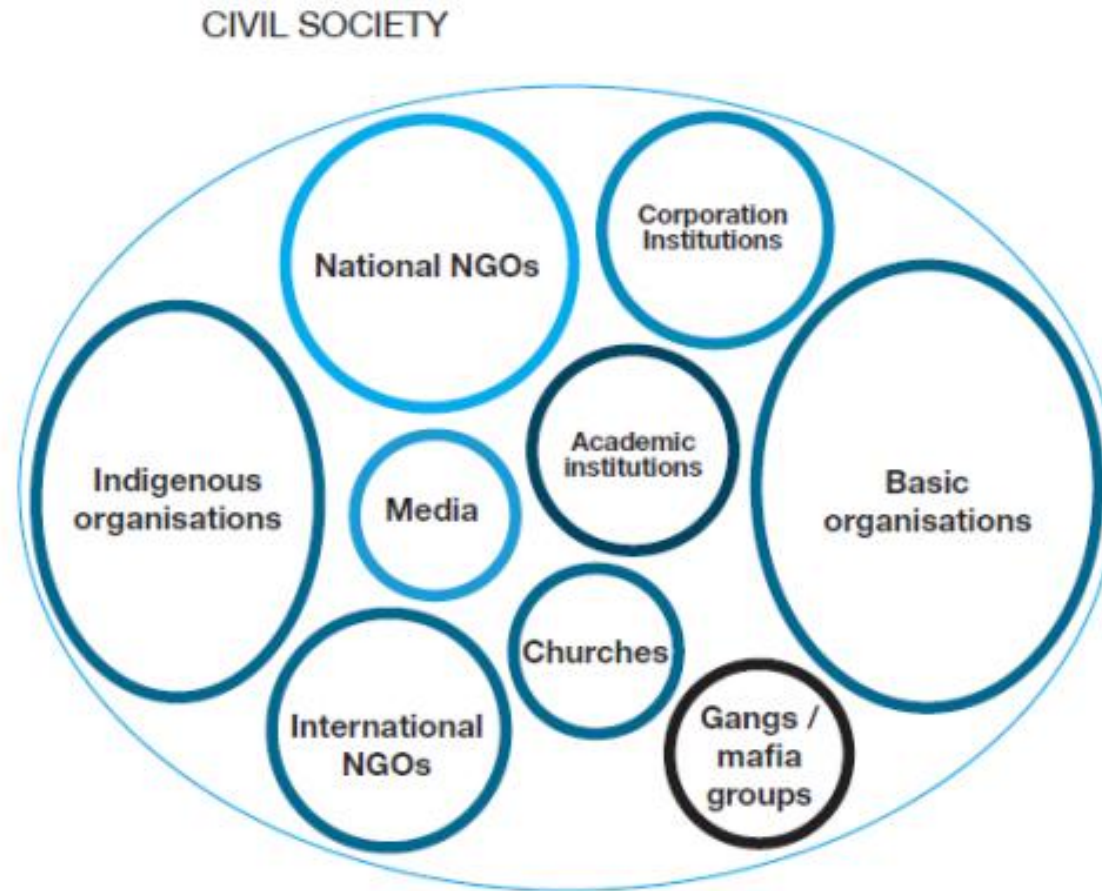 CIVIL SOCIETY
National NGOs
Corporation
Institutions
Indigenous
organisations
Media
Academic
institutions
Basic
organisations
Churches
International
NGOs
Gangs /
mafia
groups